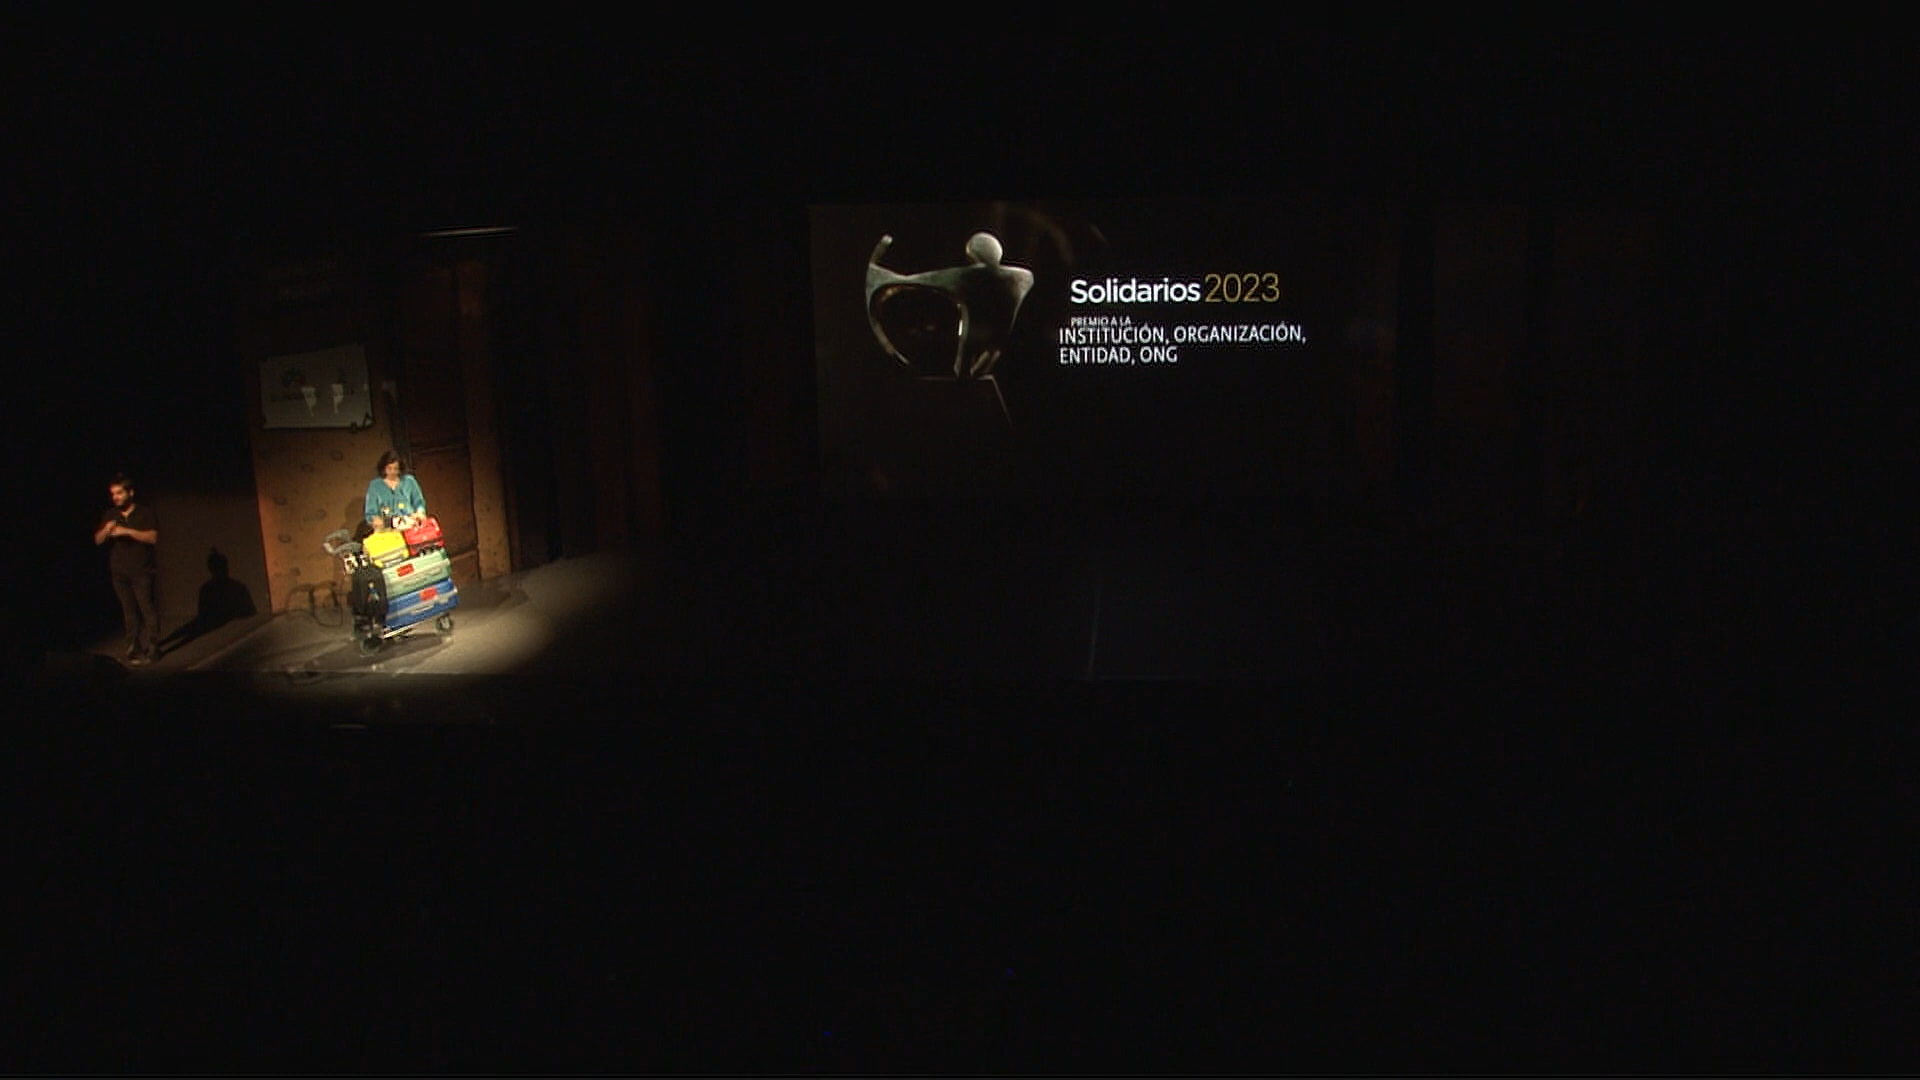 Solidarios 2023
PREMIO A LA
INSTITUCIÓN, ORGANIZACIÓN,
ENTIDAD, ONG